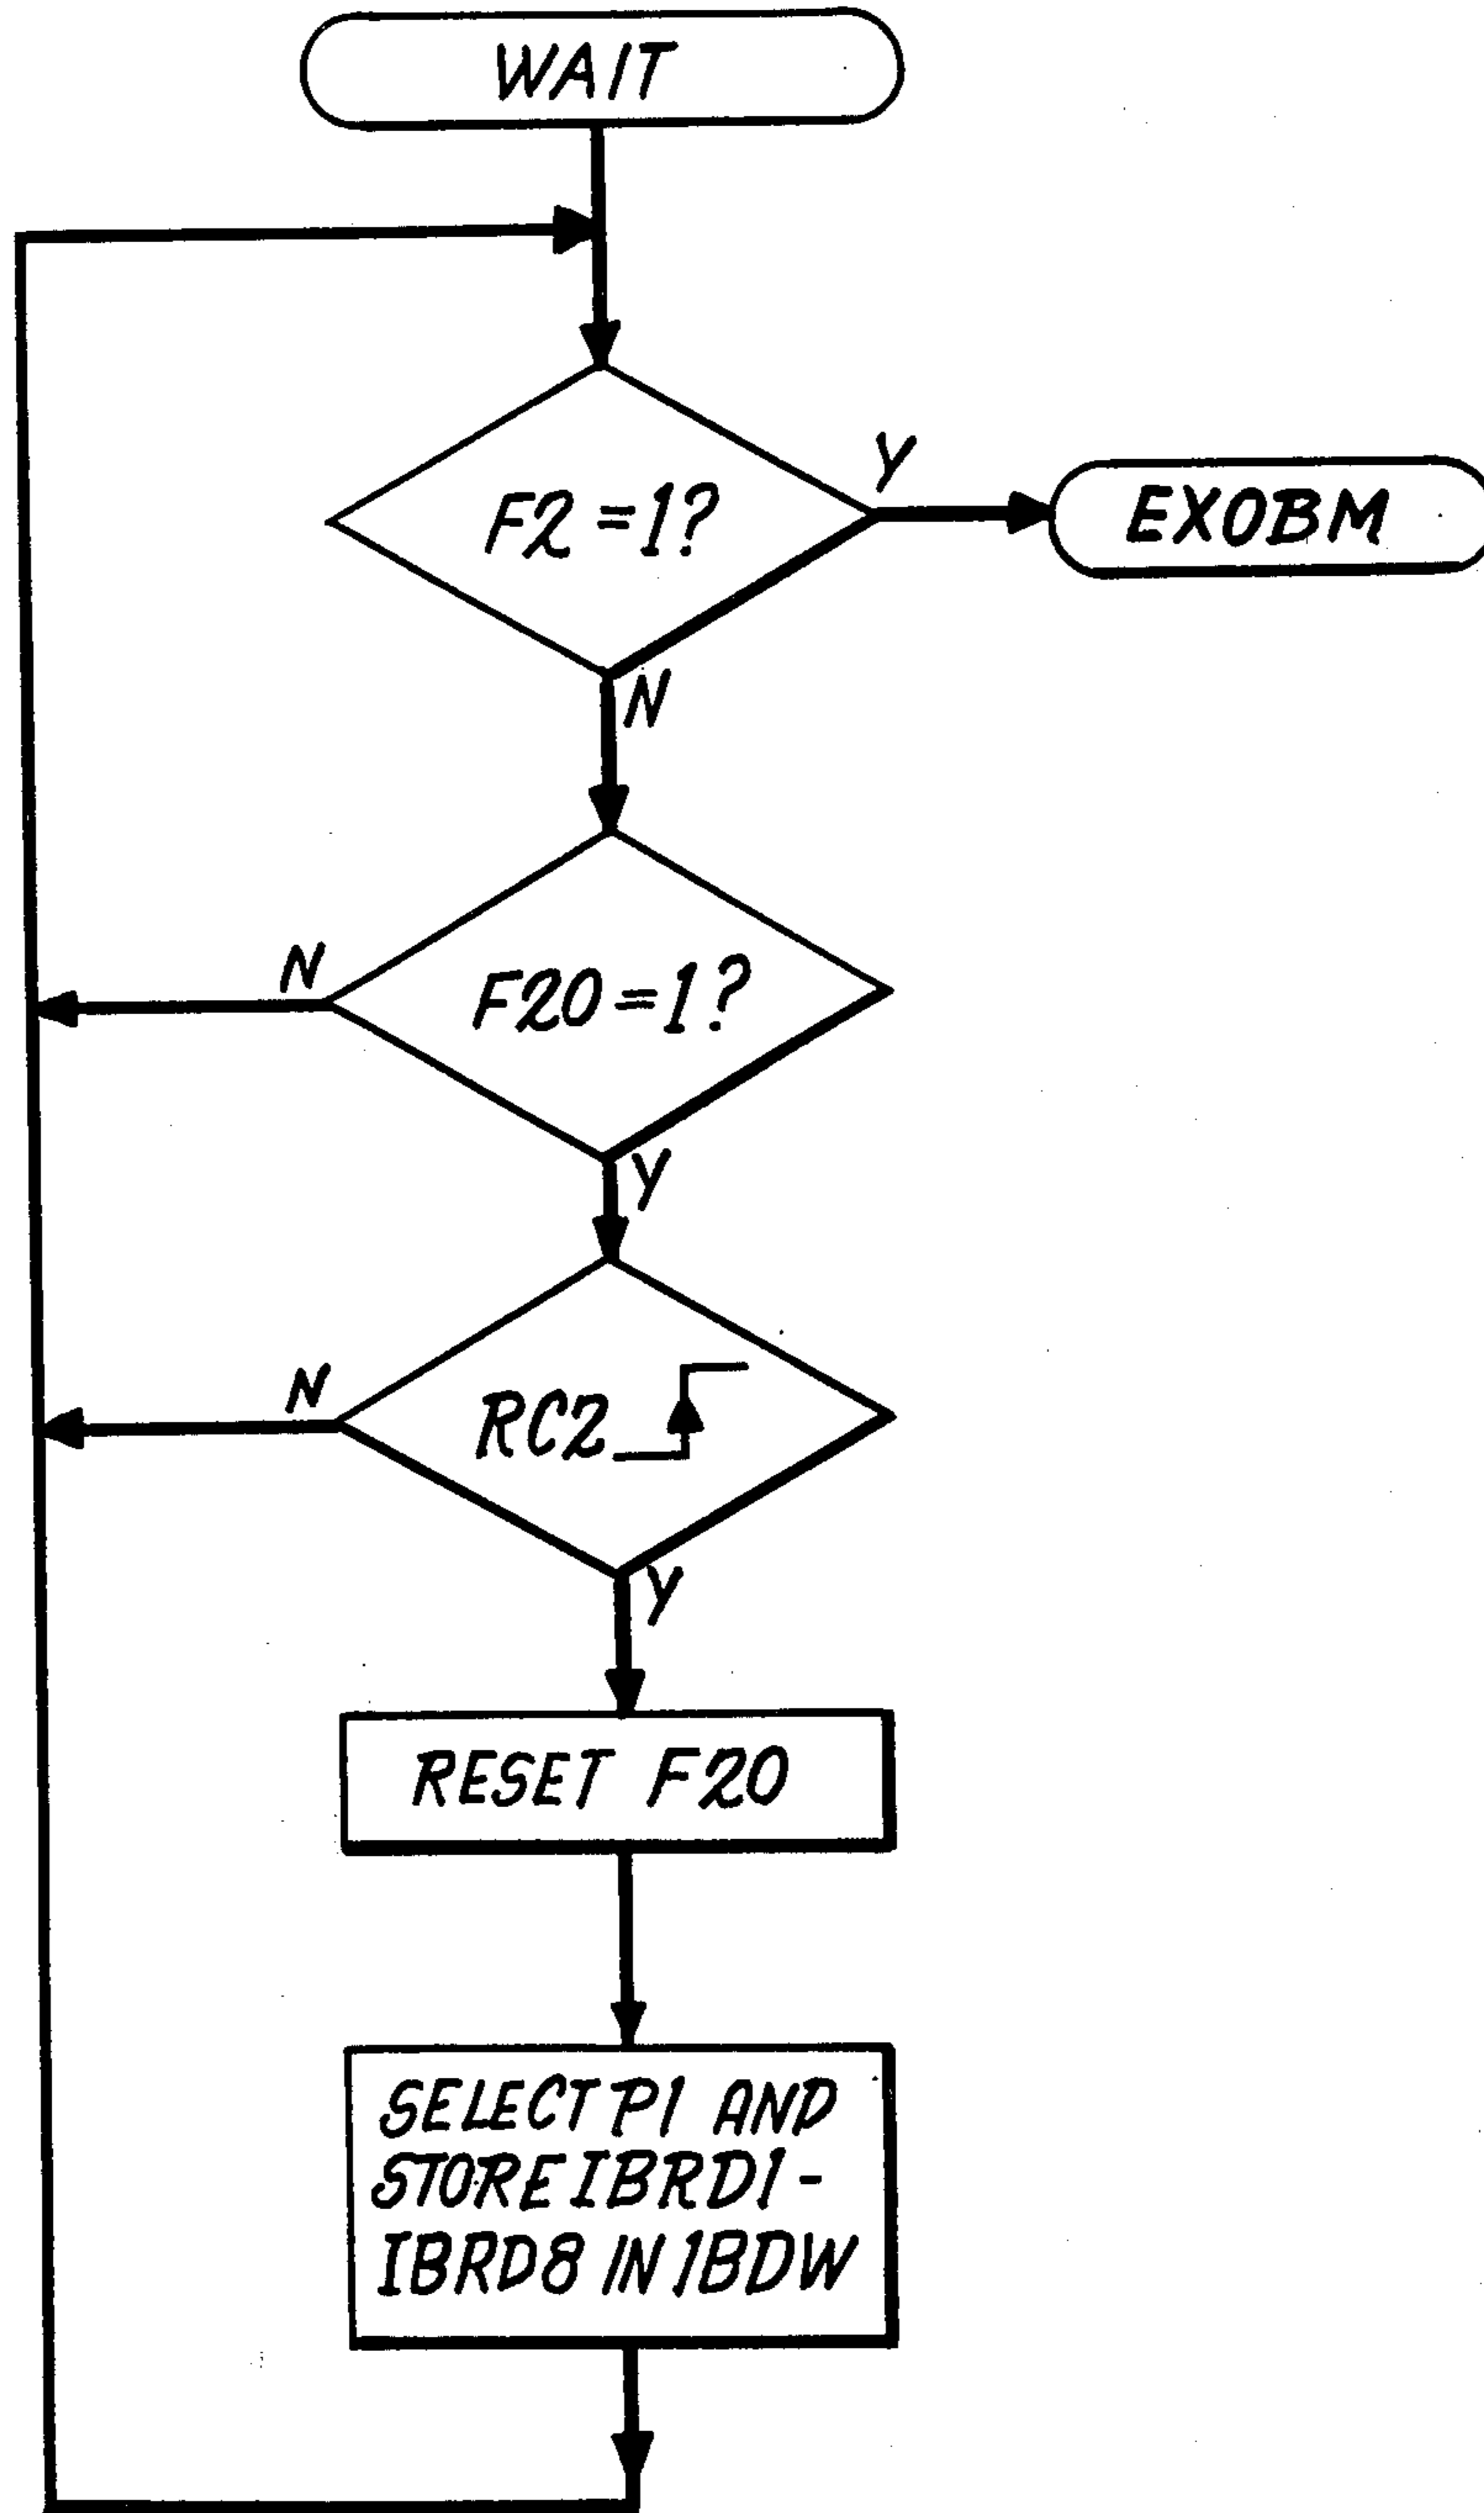 WAIT
F2=1?
Y
EXOBM
N
F20=1?
N
Y
RC2
N
Y
RESET F20
SELECT P1 AND
STORE IBRD1-
IBRD8 IN IBDW